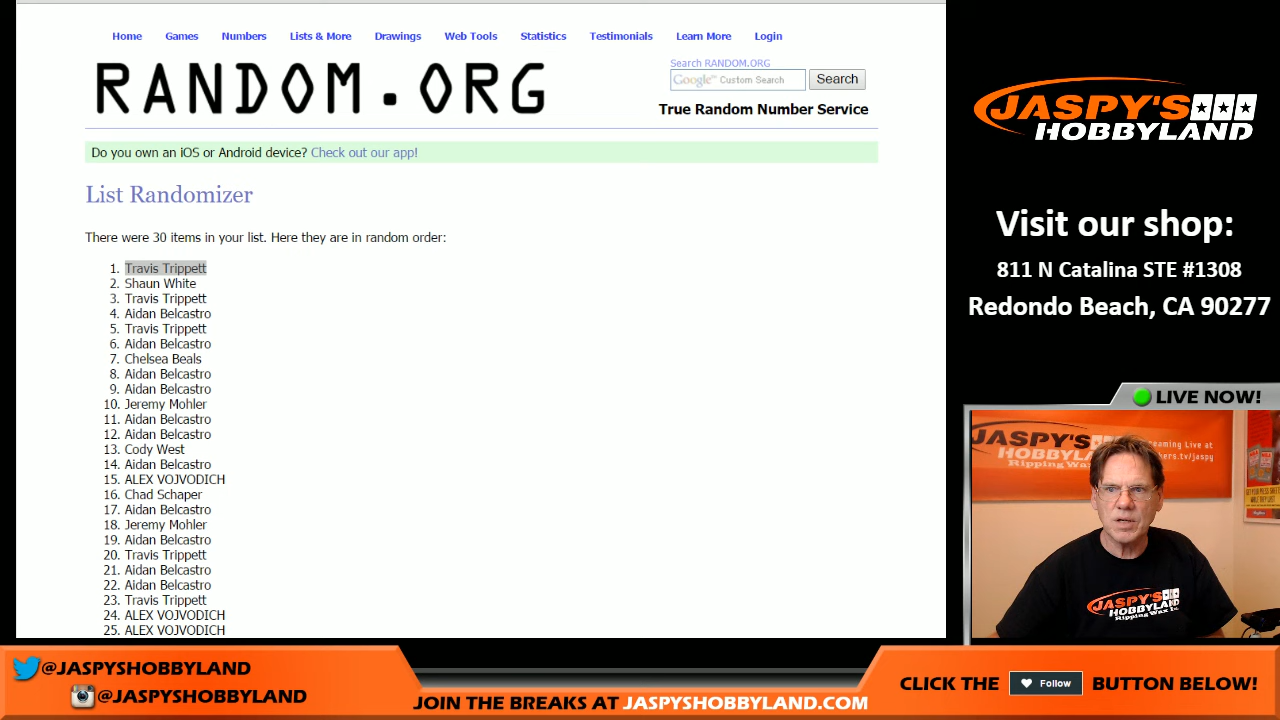 Home Games Numbers Lists & More Drawings Web Tools Statistics Testimonials Learn More Login
RANDOM.ORG
Search RANDOM.ORG
Google™ Custom Search
Search
True Random Number Service
Do you own an iOS or Android device? Check out our app!
List Randomizer
There were 30 items in your list. Here they are in random order:
1. Travis Trippett
2. Shaun White
3. Travis Trippett
4. Aidan Belcastro
5. Travis Trippett
6. Aidan Belcastro
7. Chelsea Beals
8. Aidan Belcastro
9. Aidan Belcastro
10. Jeremy Mohler
11. Aidan Belcastro
12. Aidan Belcastro
13. Cody West
14. Aidan Belcastro
15. ALEX VOJVODICH
16. Chad Schaper
17. Aidan Belcastro
18. Jeremy Mohler
19. Aidan Belcastro
20. Travis Trippett
21. Aidan Belcastro
22. Aidan Belcastro
23. Travis Trippett
24. ALEX VOJVODICH
25. ALEX VOJVODICH
JASPY'S
HOBBYLAND
Visit our shop:
811 N Catalina STE #1308
Redondo Beach, CA 90277
LIVE NOW!
JASPY'S
HOBBYLAND
Ripping Wax
Streaming Live at
JASPY'S
HOBBYLAND
Ripping Wax
@JASPYSHOBBYLAND
@JASPYSHOBBYLAND
JOIN THE BREAKS AT JASPYSHOBBYLAND.COM
CLICK THE Follow BUTTON BELOW!